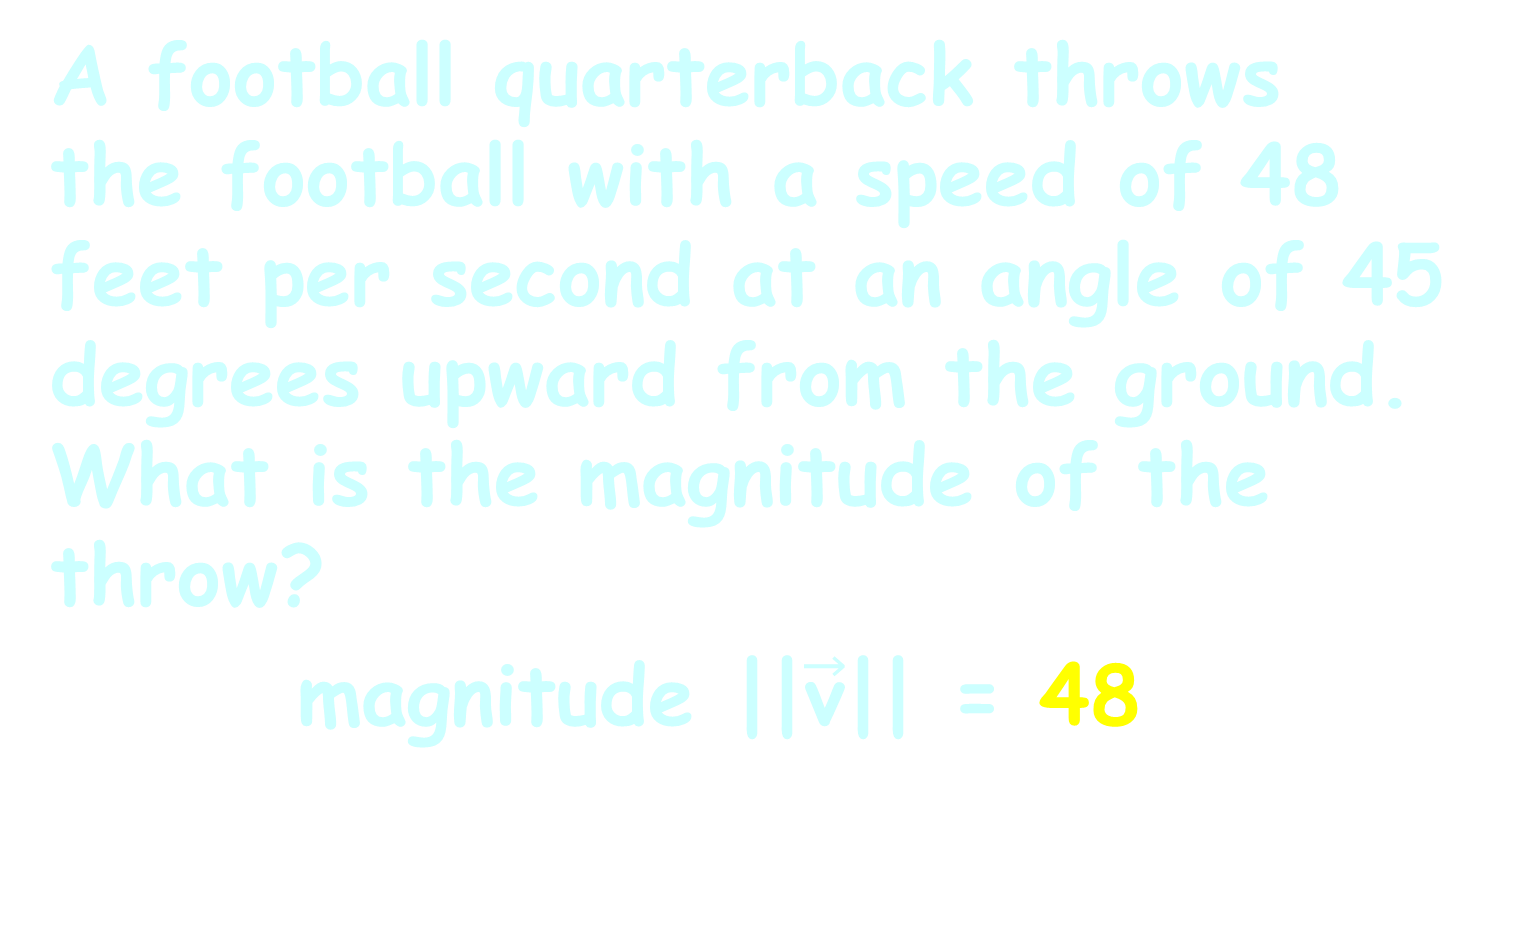 A football quarterback throws
the football with a speed of 48
feet per second at an angle of 45
degrees upward from the ground.
What is the magnitude of the
throw?
magnitude ||v⃗|| = 48